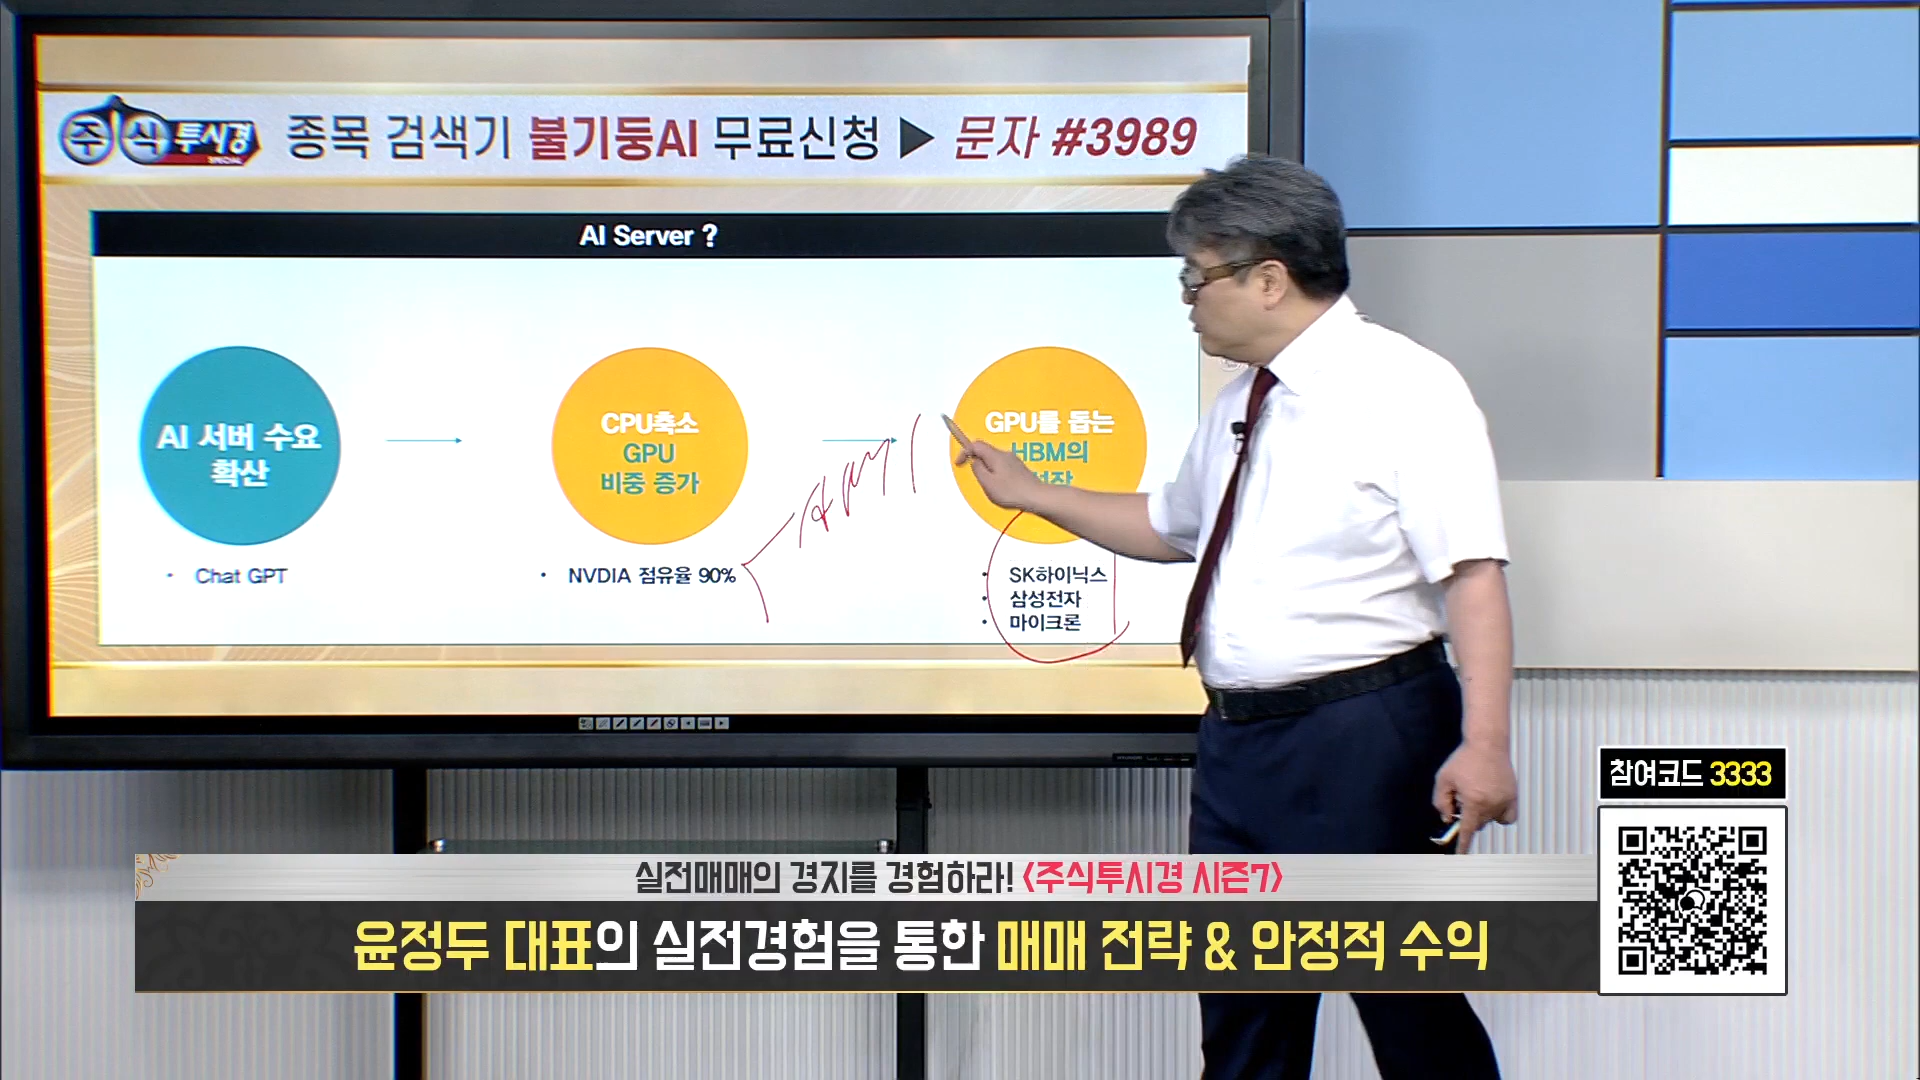 주식투시경 SPECIAL
종목 검색기 불기둥AI 무료신청 ▶ 문자 #3989
AI Server ?
AI 서버 수요
확산
• Chat GPT
CPU축소
GPU
비중 증가
• NVDIA 점유율 90%
GPU를 돕는
HBM의
• SK하이닉스
• 삼성전자
• 마이크론
참여코드 3333
실전매매의 경지를 경험하라! <주식투시경 시즌7>
윤정두 대표의 실전경험을 통한 매매 전략 & 안정적 수익